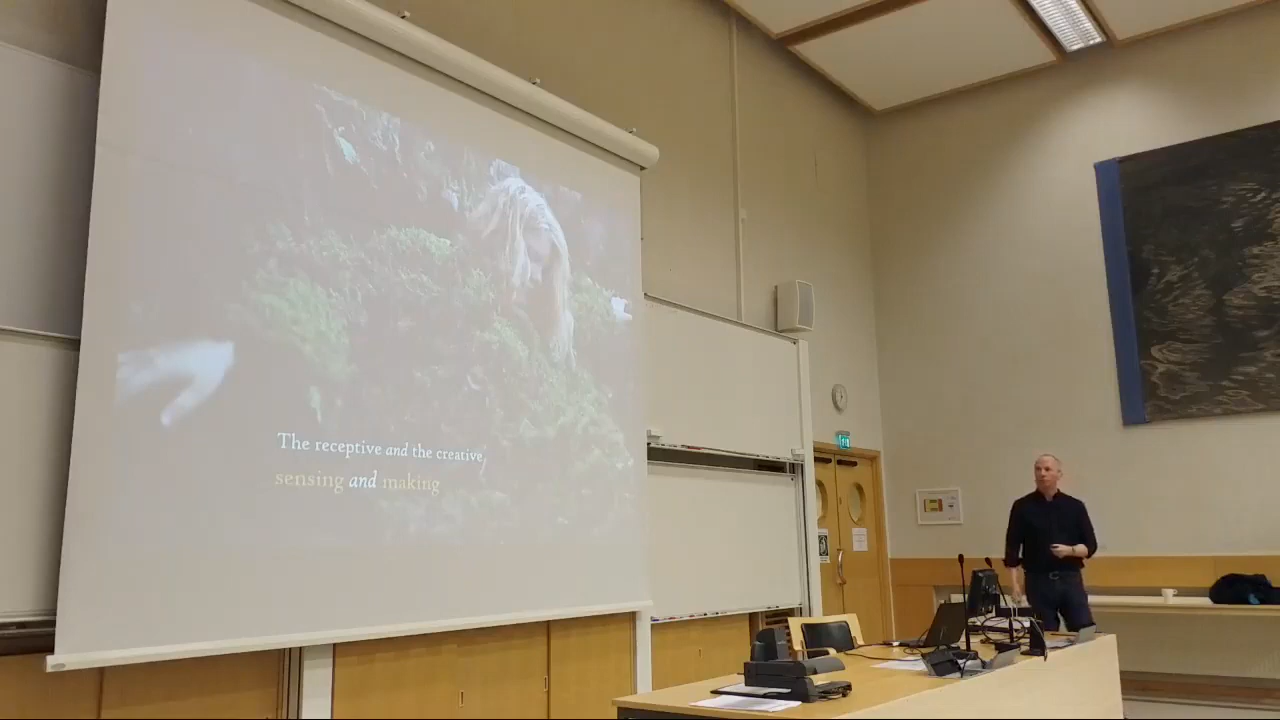 The receptive and the creative,
sensing and making